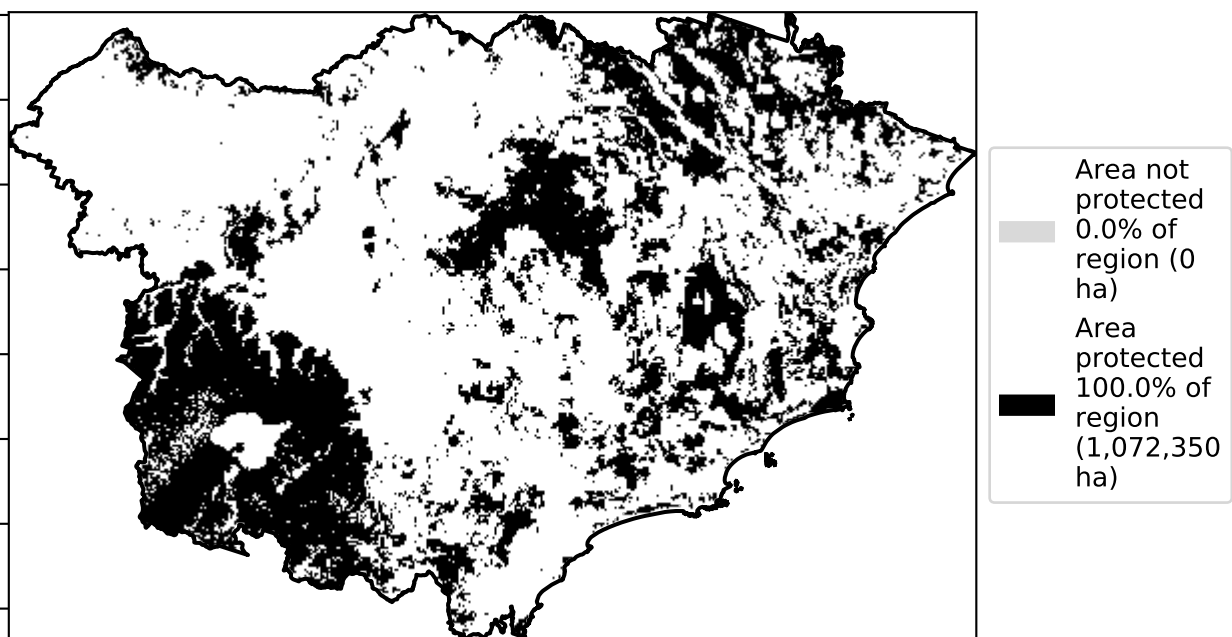 Area not
protected
0.0% of
region (0
ha)
Area
protected
100.0% of
region
(1,072,350
ha)